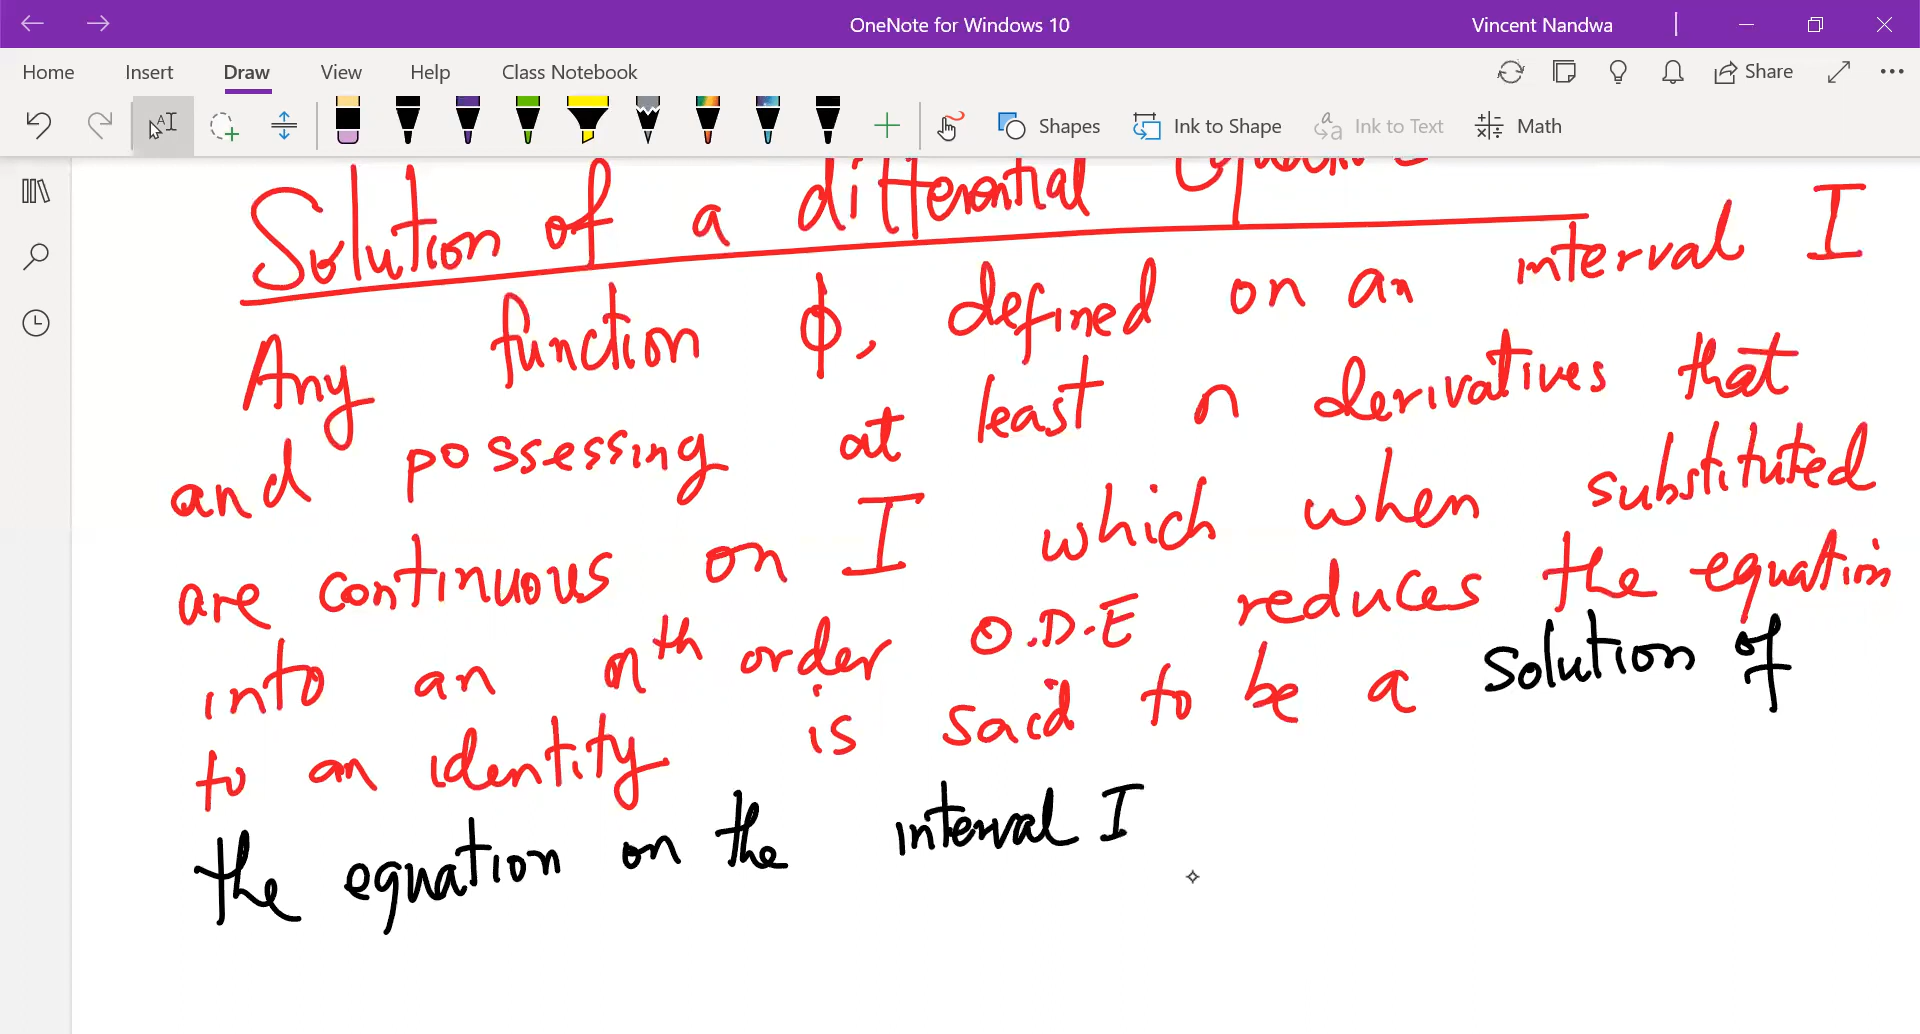 OneNote for Windows 10
Vincent Nandwa
Home Insert Draw View Help Class Notebook
Share
Shapes Ink to Shape Ink to Text Math
Solution of a differential
Any function ϕ, defined on an interval I
and possessing at least n derivatives that
are continuous on I which when substituted
into an nth order O.D.E reduces the equation
to an identity is said to be a solution of
the equation on the interval I